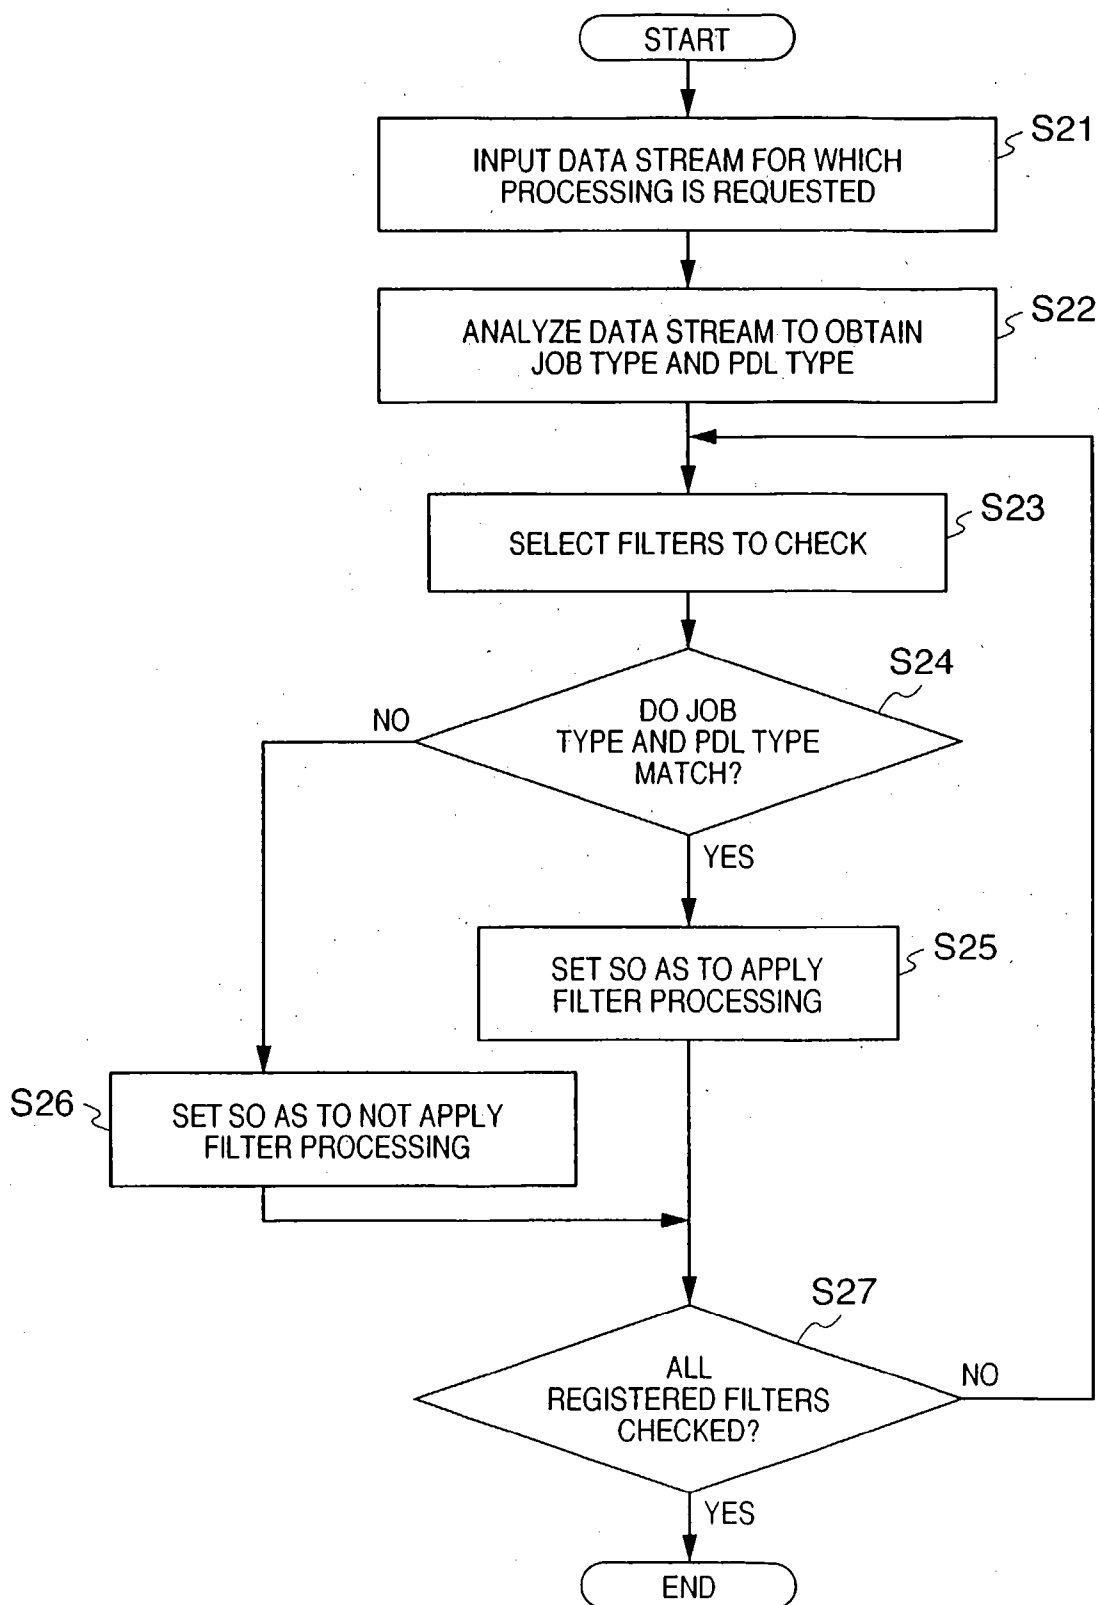 START
S21
INPUT DATA STREAM FOR WHICH
PROCESSING IS REQUESTED
S22
ANALYZE DATA STREAM TO OBTAIN
JOB TYPE AND PDL TYPE
S23
SELECT FILTERS TO CHECK
S24
DO JOB
TYPE AND PDL TYPE
MATCH?
NO
YES
S25
SET SO AS TO APPLY
FILTER PROCESSING
S26
SET SO AS TO NOT APPLY
FILTER PROCESSING
S27
ALL
REGISTERED FILTERS
CHECKED?
NO
YES
END